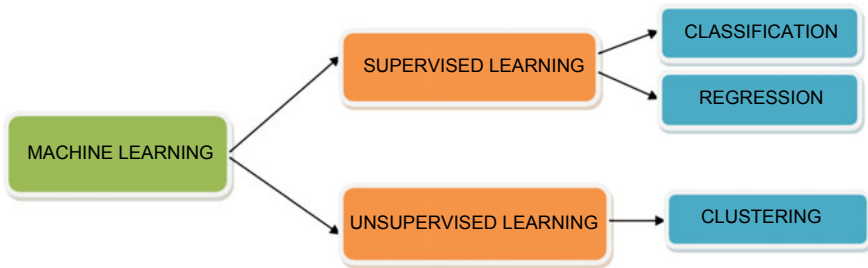 MACHINE LEARNING
SUPERVISED LEARNING
CLASSIFICATION
REGRESSION
UNSUPERVISED LEARNING
CLUSTERING